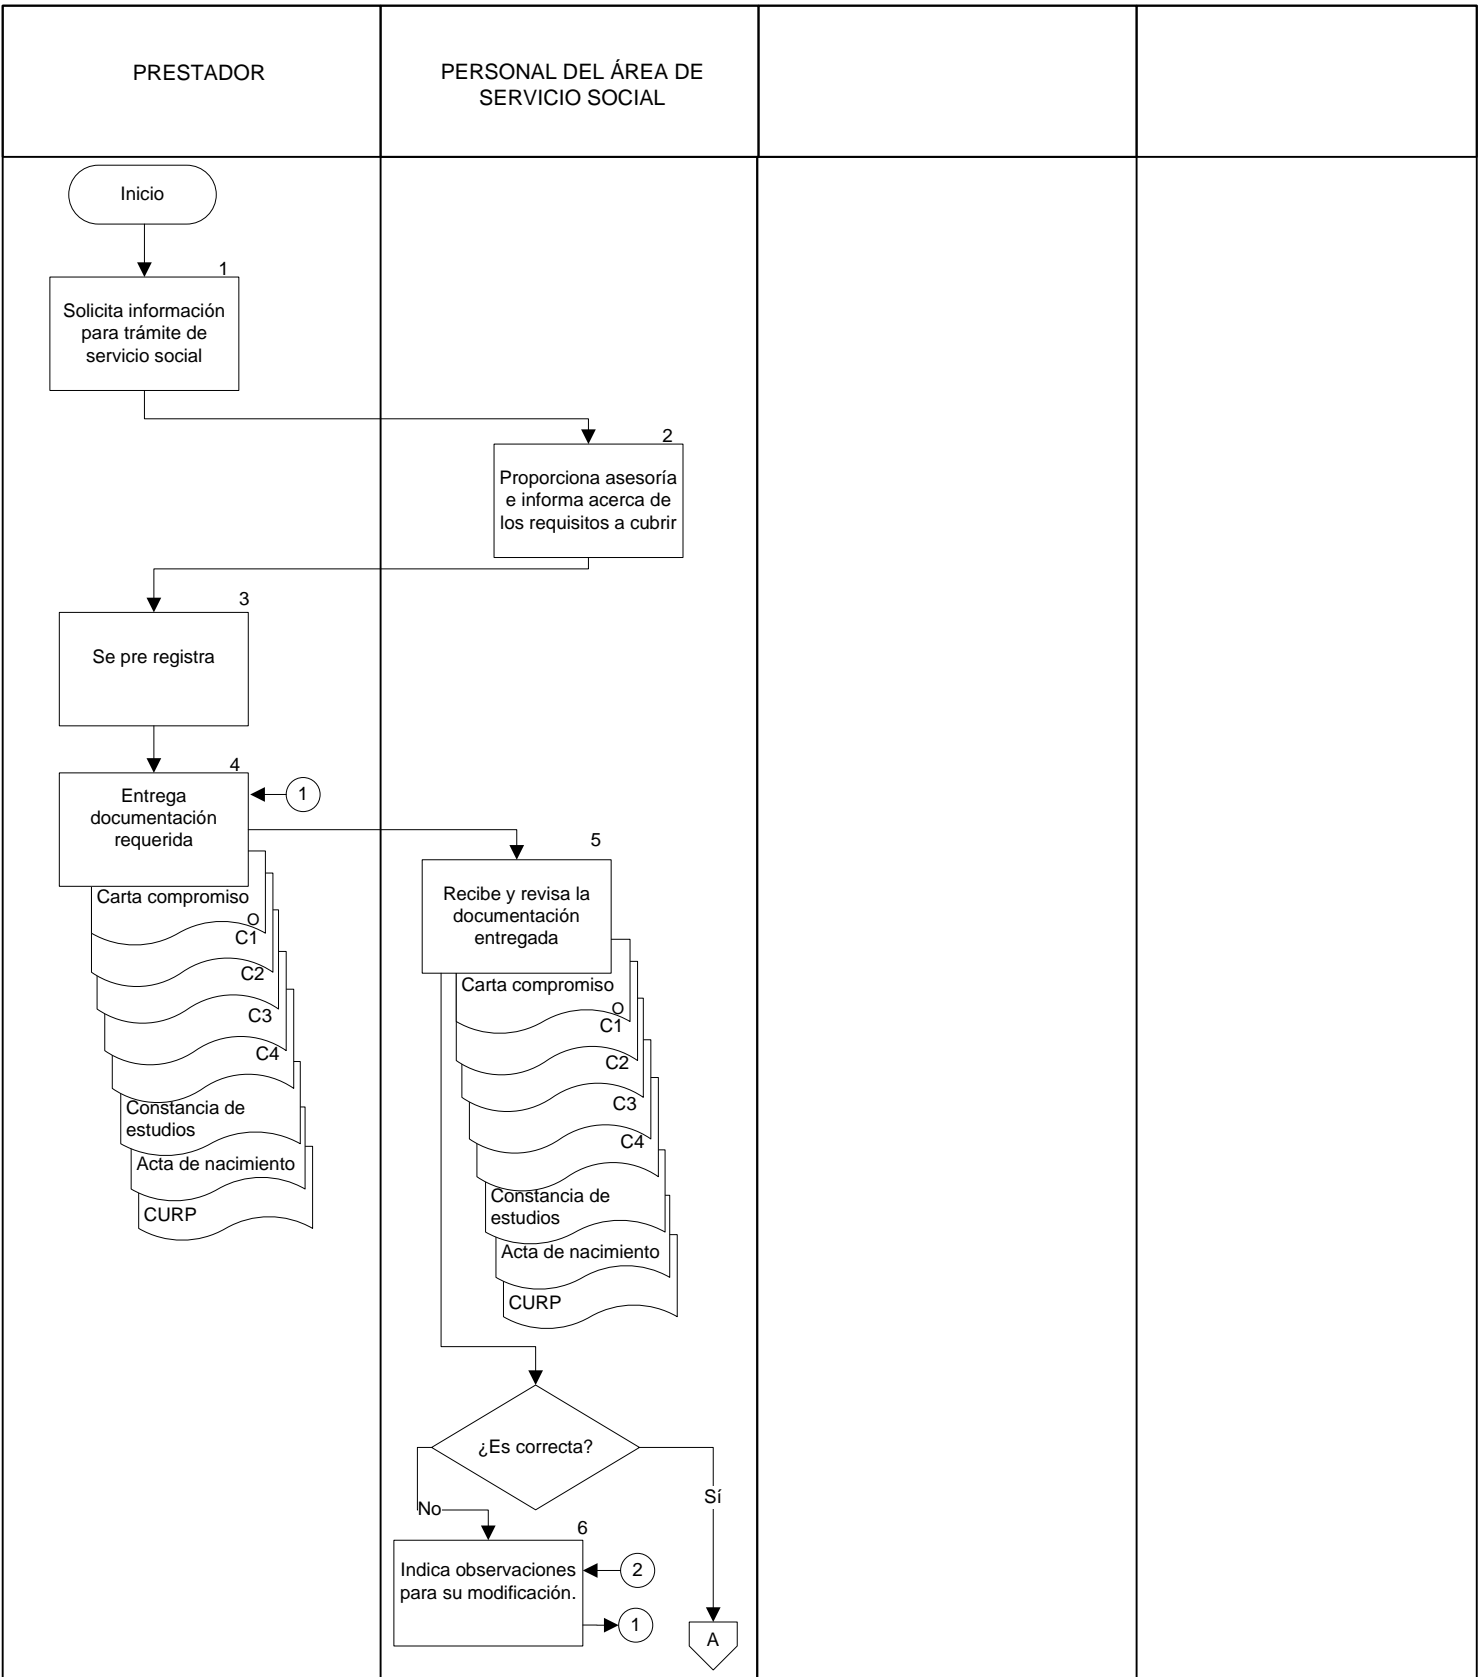 PRESTADOR
PERSONAL DEL ÁREA DE
SERVICIO SOCIAL
Inicio
1
Solicita información
para trámite de
servicio social
2
Proporciona asesoría
e informa acerca de
los requisitos a cubrir
3
Se pre registra
4
Entrega
documentación
requerida
1
Carta compromiso
O
C1
C2
C3
C4
Constancia de
estudios
Acta de nacimiento
CURP
5
Recibe y revisa la
documentación
entregada
Carta compromiso
O
C1
C2
C3
C4
Constancia de
estudios
Acta de nacimiento
CURP
¿Es correcta?
No
Sí
6
Indica observaciones
para su modificación.
2
1
A